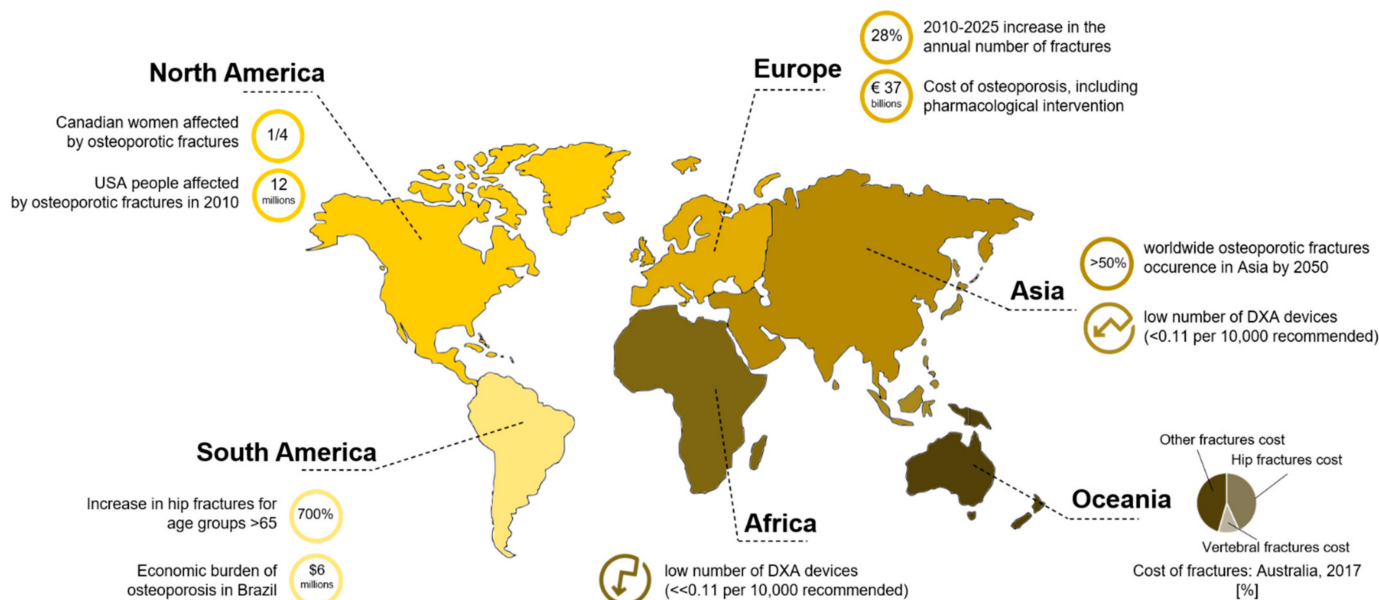 North America
Canadian women affected
by osteoporotic fractures
1/4
USA people affected
by osteoporotic fractures in 2010
12
millions
Europe
28%
2010-2025 increase in the
annual number of fractures
€ 37
billions
Cost of osteoporosis, including
pharmacological intervention
Asia
>50%
worldwide osteoporotic fractures
occurence in Asia by 2050
low number of DXA devices
(<0.11 per 10,000 recommended)
South America
Increase in hip fractures for
age groups >65
700%
Economic burden of
osteoporosis in Brazil
$6
millions
Africa
low number of DXA devices
(<<0.11 per 10,000 recommended)
Oceania
Other fractures cost
Hip fractures cost
Vertebral fractures cost
Cost of fractures: Australia, 2017
[%]